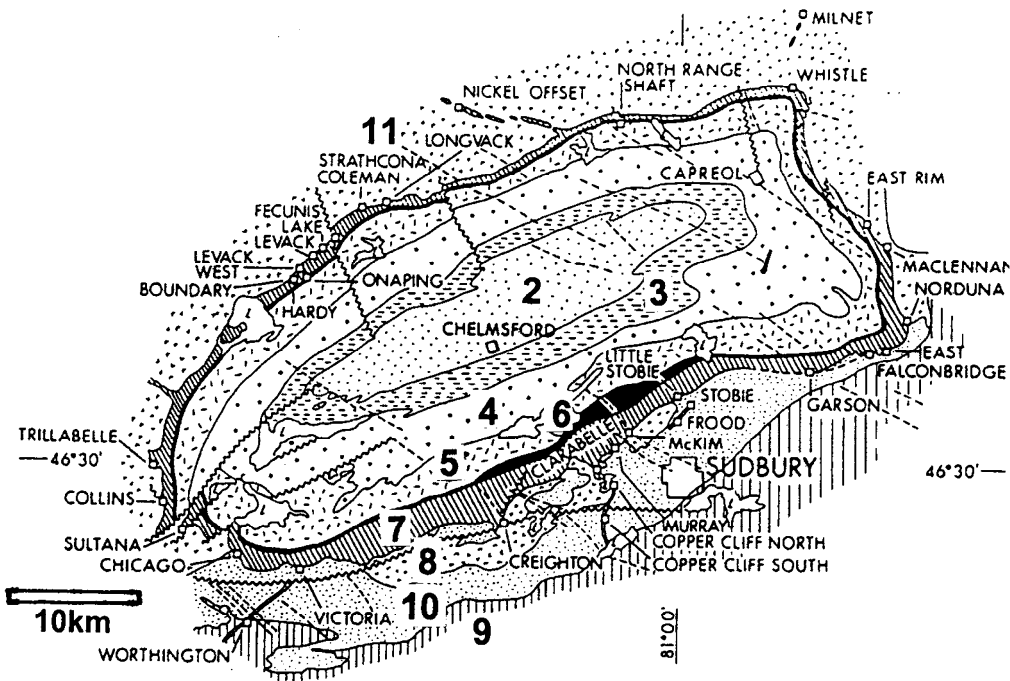 MILNET
NORTH RANGE
SHAFT
WHISTLE
NICKEL OFFSET
11
LONGVACK
STRATHCONA
COLEMAN
CAPREOL
EAST RIM
FECUNIS
LAKE
LEVACK
LEVACK
WEST
BOUNDARY
ONAPING
MACLENNAN
NORDUNA
HARDY
2
3
CHELMSFORD
LITTLE
STOBIE
EAST
FALCONBRIDGE
STOBIE
GARSON
4
6
FROOD
McKIM
CLARABELLE
TRILLABELLE
46°30'
5
SUDBURY
46°30'
COLLINS
7
MURRAY
SULTANA
COPPER CLIFF NORTH
CHICAGO
8
CREIGHTON
COPPER CLIFF SOUTH
10km
VICTORIA
10
9
81°00'
WORTHINGTON